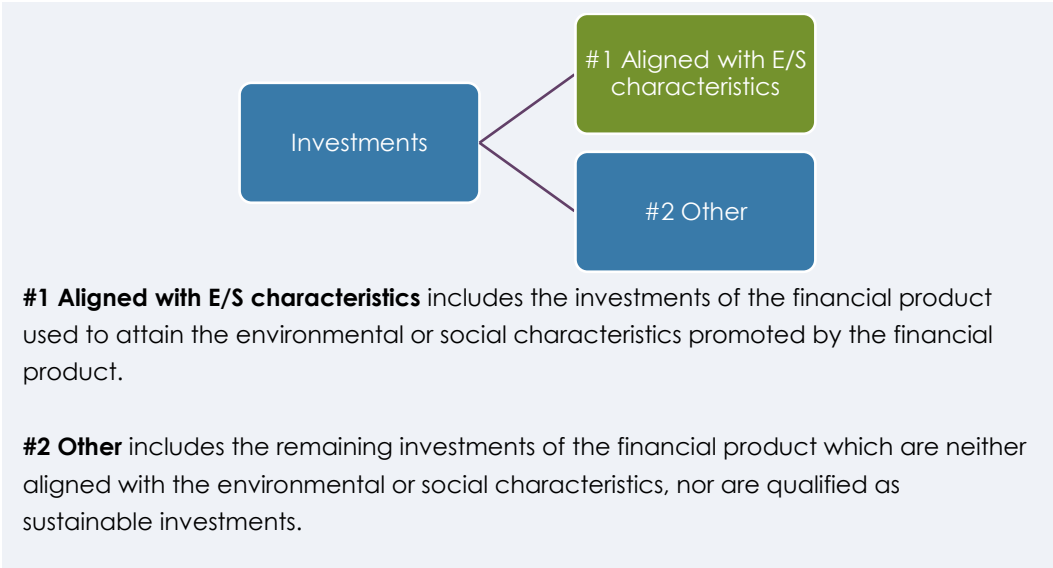 #1 Aligned with E/S
characteristics
Investments
#2 Other
#1 Aligned with E/S characteristics includes the investments of the financial product
used to attain the environmental or social characteristics promoted by the financial
product.
#2 Other includes the remaining investments of the financial product which are neither
aligned with the environmental or social characteristics, nor are qualified as
sustainable investments.